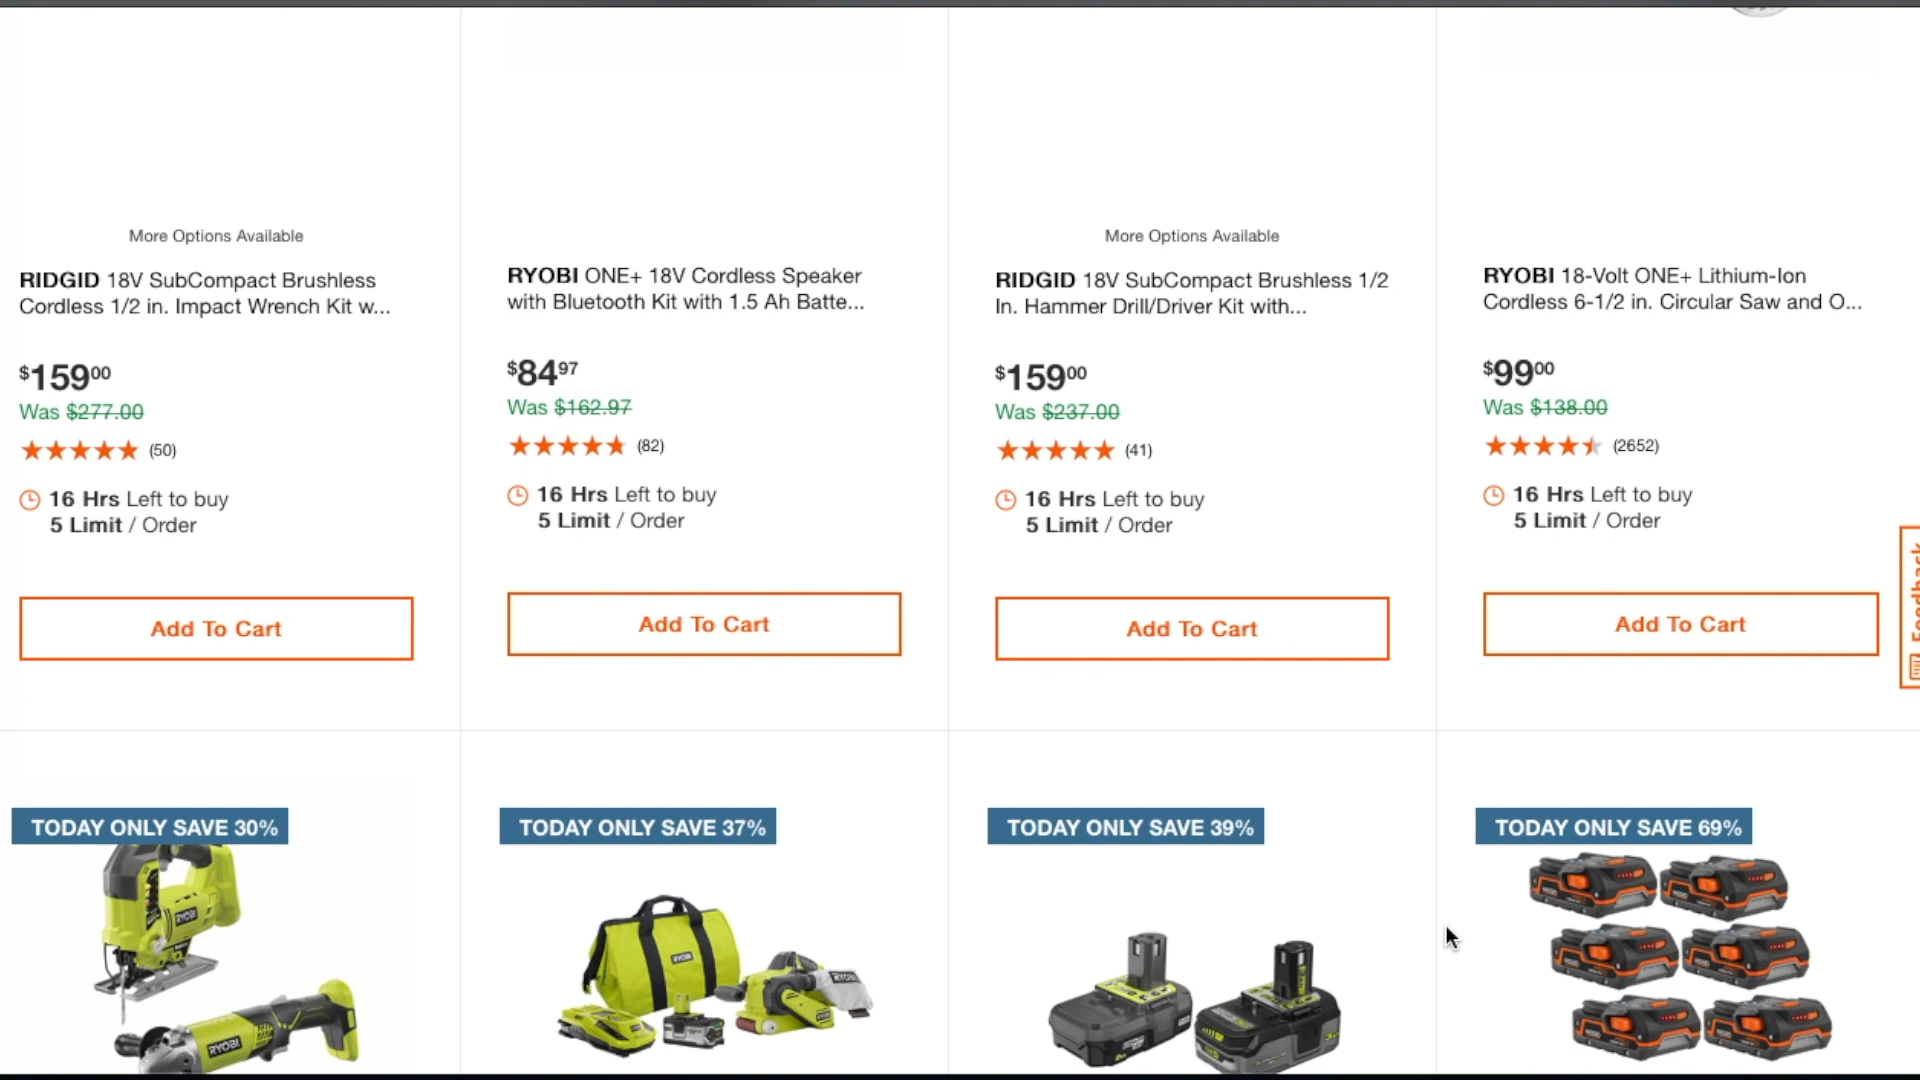 More Options Available
RIDGID 18V SubCompact Brushless
Cordless 1/2 in. Impact Wrench Kit w...
$15900
Was $277.00
(50)
16 Hrs Left to buy
5 Limit / Order
Add To Cart
RYOBI ONE+ 18V Cordless Speaker
with Bluetooth Kit with 1.5 Ah Batte...
$8497
Was $162.97
(82)
16 Hrs Left to buy
5 Limit / Order
Add To Cart
More Options Available
RIDGID 18V SubCompact Brushless 1/2
In. Hammer Drill/Driver Kit with...
$15900
Was $237.00
(41)
16 Hrs Left to buy
5 Limit / Order
Add To Cart
RYOBI 18-Volt ONE+ Lithium-Ion
Cordless 6-1/2 in. Circular Saw and O...
$9900
Was $138.00
(2652)
16 Hrs Left to buy
5 Limit / Order
Add To Cart
Feedback
TODAY ONLY SAVE 30%
RYOBI
RYOBI
TODAY ONLY SAVE 37%
RYOBI
RYOBI
TODAY ONLY SAVE 39%
TODAY ONLY SAVE 69%